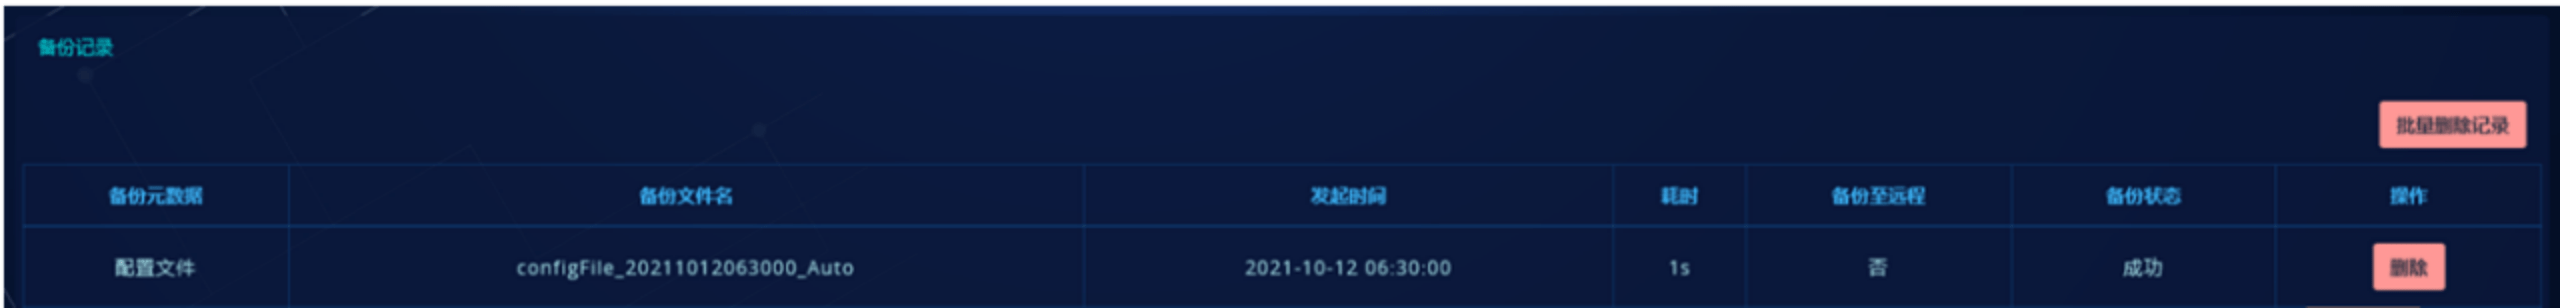 备份记录
批量删除记录
备份元数据 备份文件名 发起时间 耗时 备份至远程 备份状态 操作
配置文件 configFile_20211012063000_Auto 2021-10-12 06:30:00 1s 否 成功 删除